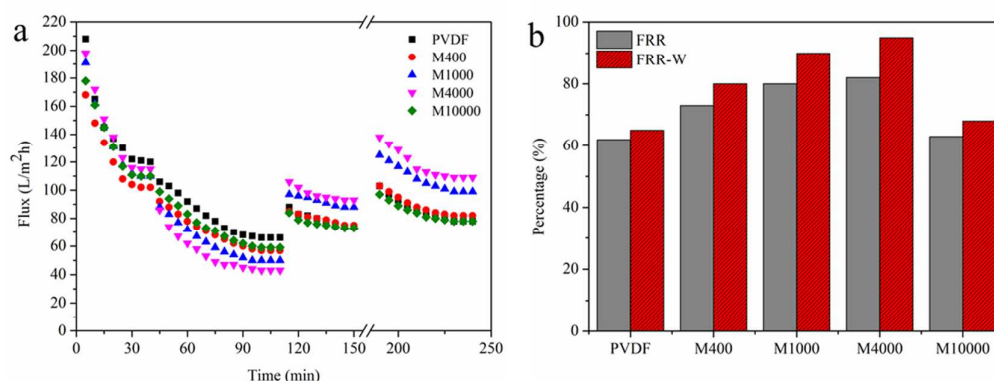 a
Flux (L/m²h)
220
200
180
160
140
120
100
80
60
40
20
0
0 30 60 90 120 150 200 250
Time (min)
PVDF
M400
M1000
M4000
M10000
b
Percentage (%)
100
80
60
40
20
0
PVDF M400 M1000 M4000 M10000
FRR
FRR-W